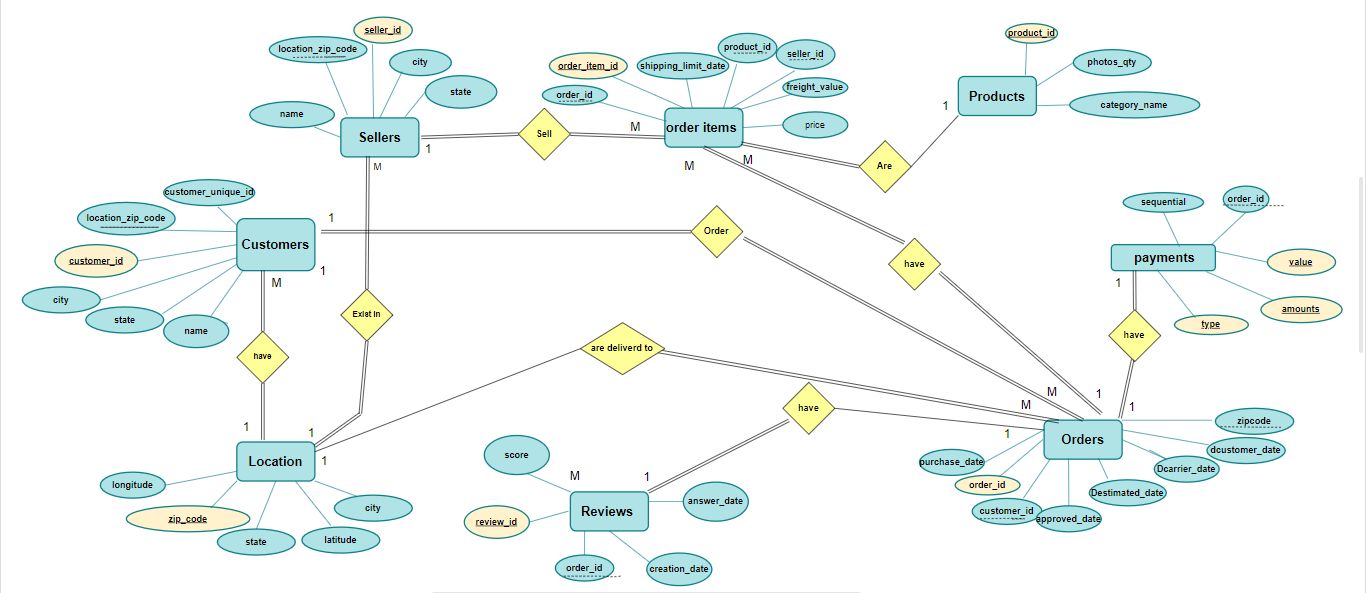 seller_id
location_zip_code
city
state
name
Sellers
1
M
Sell
M
order_item_id
shipping_limit_date
product_id
seller_id
order_id
freight_value
price
order items
M
M
product_id
photos_qty
category_name
Products
1
Are
customer_unique_id
location_zip_code
customer_id
city
state
name
Customers
1
1
M
Order
have
sequential
order_id
value
amounts
type
payments
1
have
1
Exist In
have
1
1
1
are deliverd to
M
M
1
have
1
Location
longitude
zip_code
state
latitude
city
score
M
1
review_id
Reviews
answer_date
order_id
creation_date
Orders
zipcode
dcustomer_date
Dcarrier_date
Destimated_date
approved_date
customer_id
order_id
purchase_date